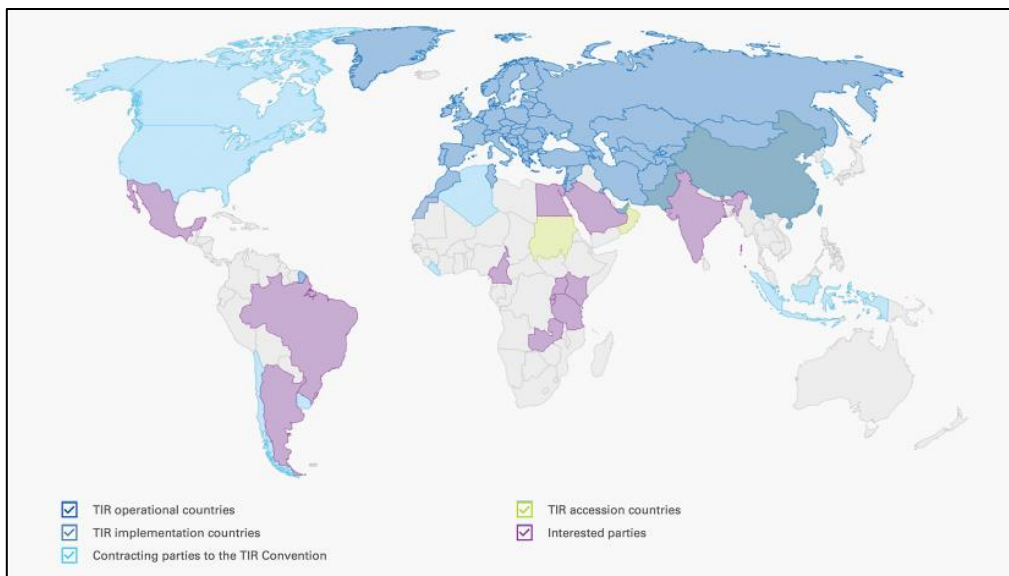 TIR operational countries
TIR implementation countries
Contracting parties to the TIR Convention
TIR accession countries
Interested parties